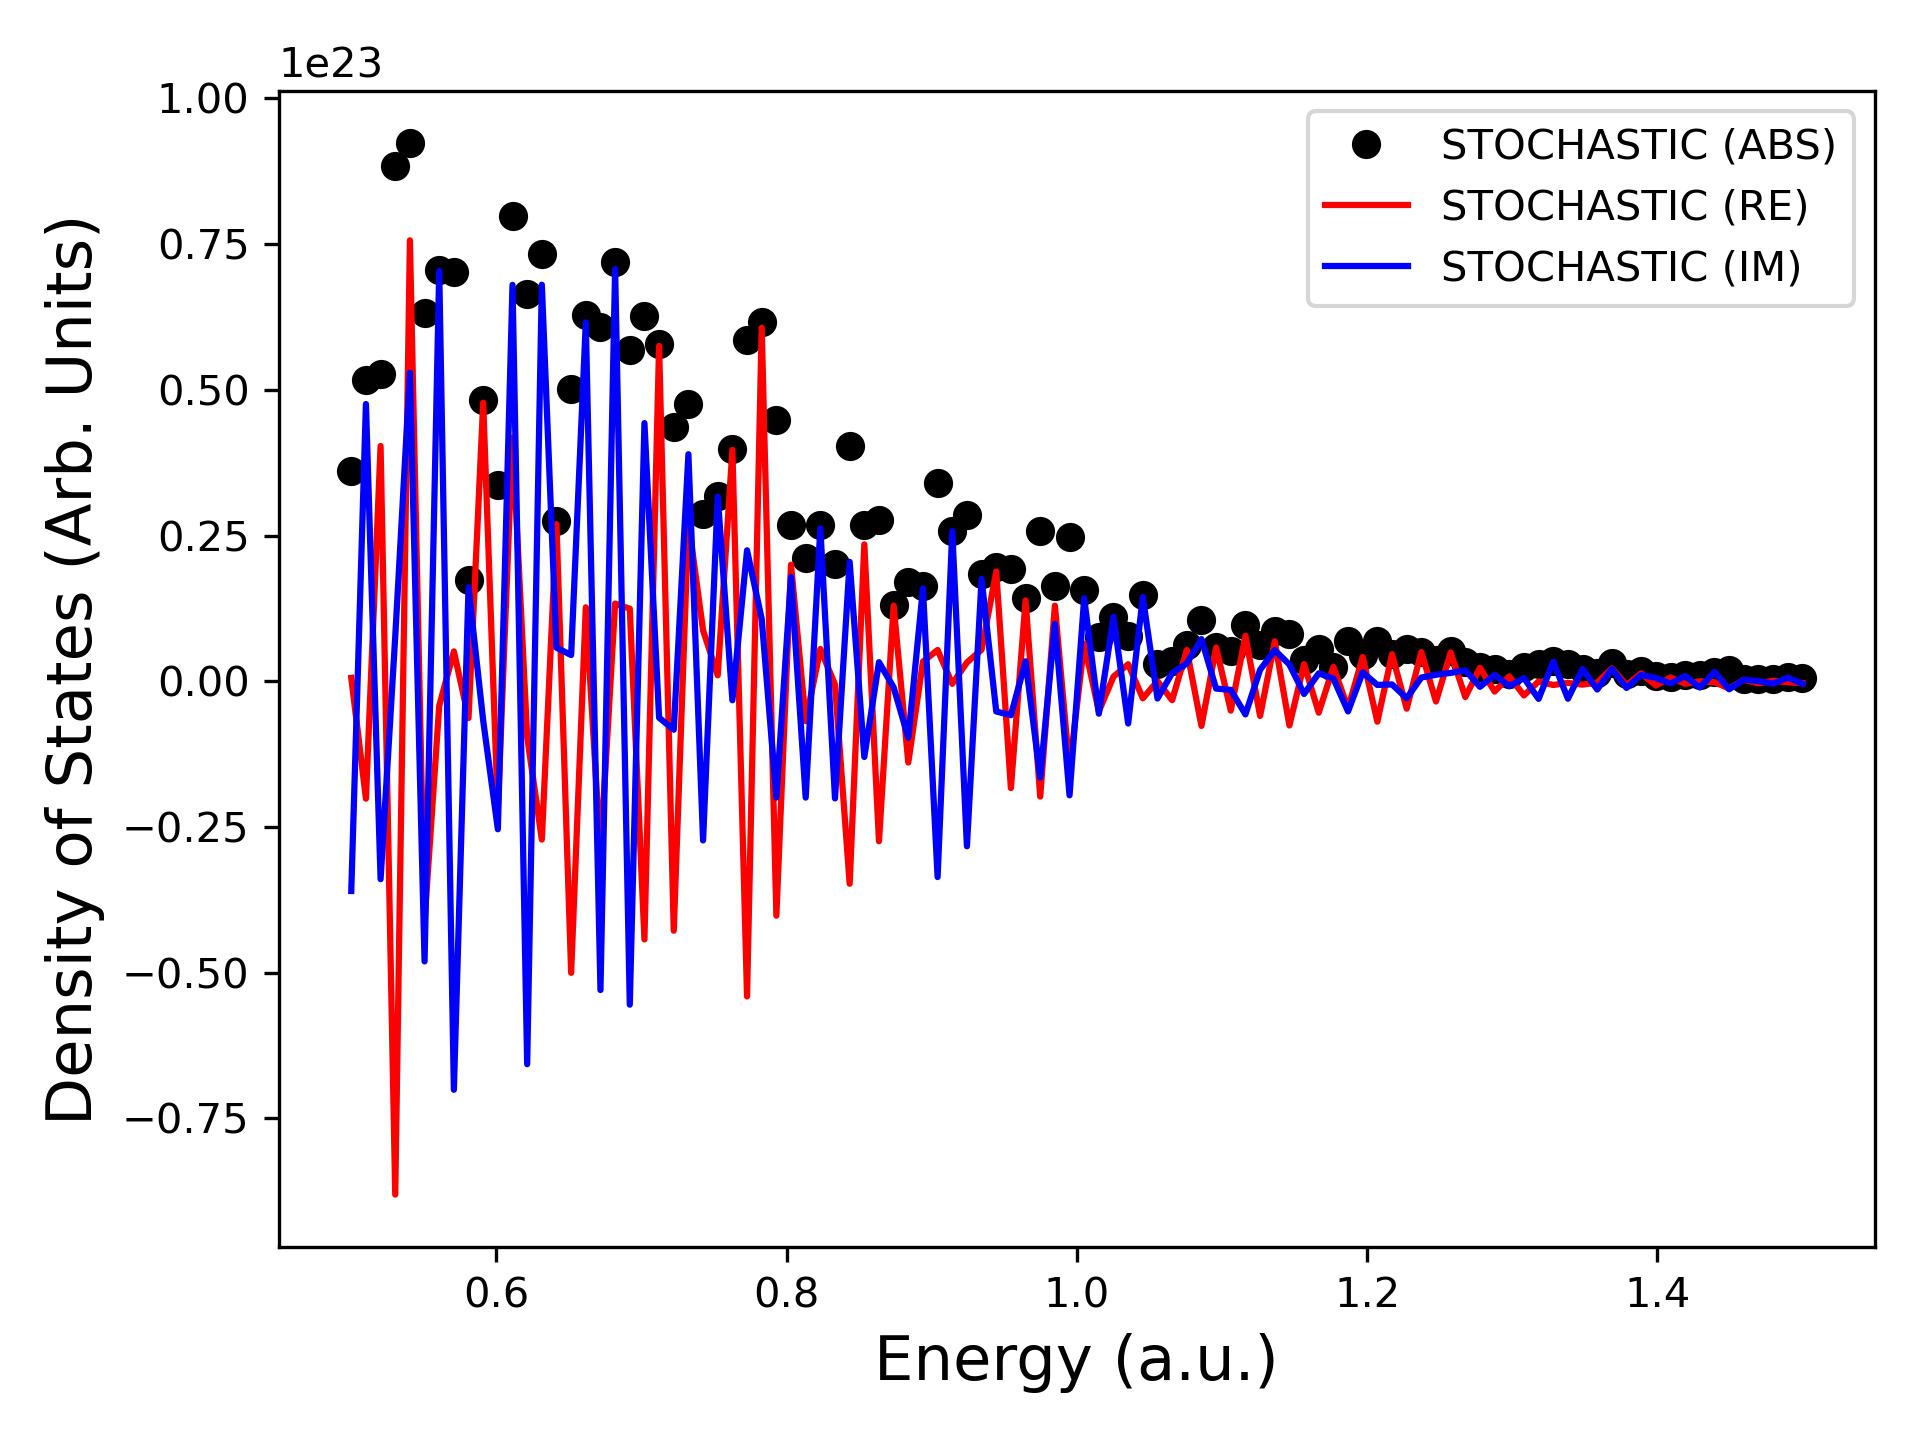 1e23
1.00
0.75
0.50
0.25
0.00
−0.25
−0.50
−0.75
Density of States (Arb. Units)
STOCHASTIC (ABS)
STOCHASTIC (RE)
STOCHASTIC (IM)
0.6 0.8 1.0 1.2 1.4
Energy (a.u.)